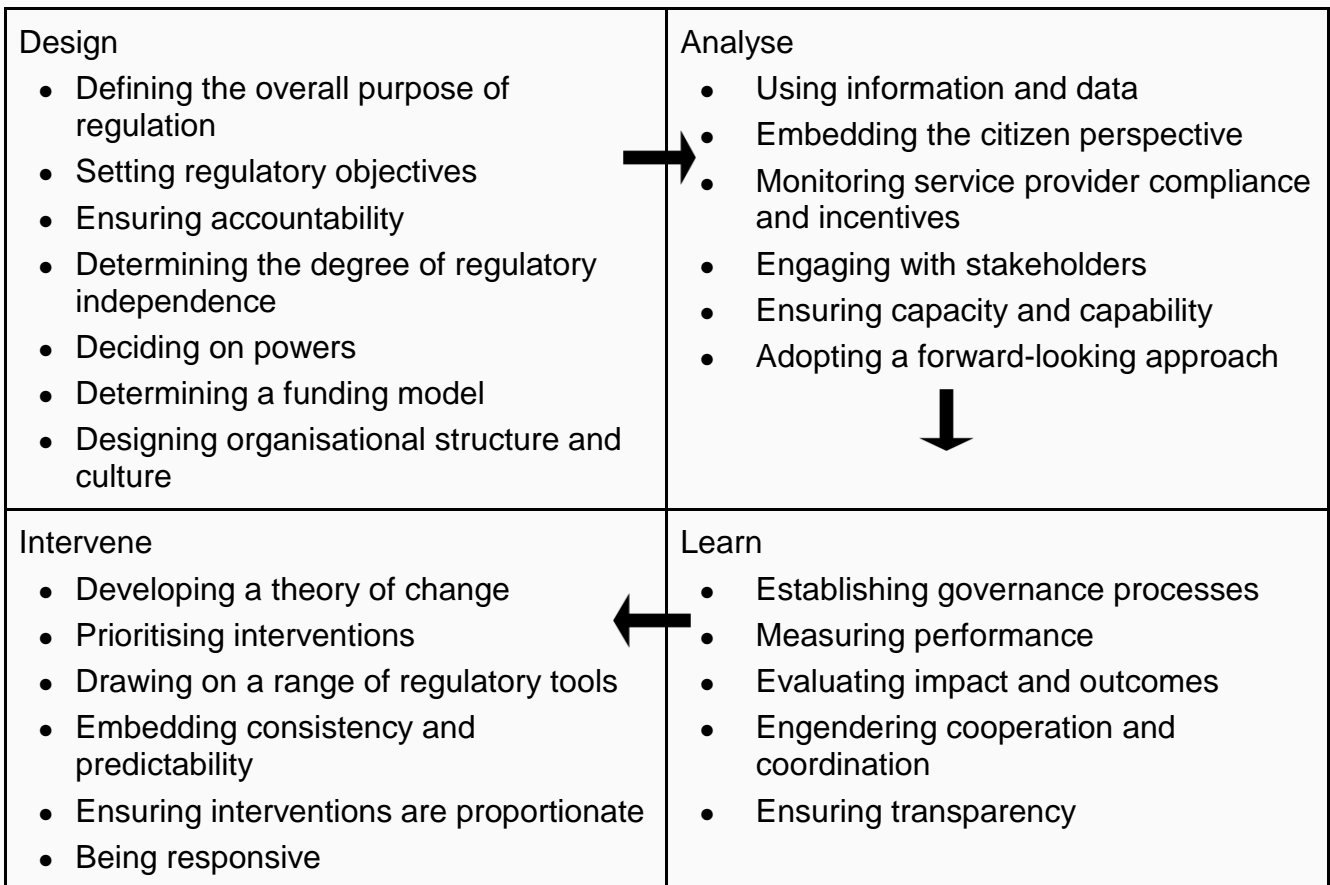 Design
● Defining the overall purpose of
regulation
● Setting regulatory objectives
● Ensuring accountability
● Determining the degree of regulatory
independence
● Deciding on powers
● Determining a funding model
● Designing organisational structure and
culture
Analyse
● Using information and data
● Embedding the citizen perspective
● Monitoring service provider compliance
and incentives
● Engaging with stakeholders
● Ensuring capacity and capability
● Adopting a forward-looking approach
Intervene
● Developing a theory of change
● Prioritising interventions
● Drawing on a range of regulatory tools
● Embedding consistency and
predictability
● Ensuring interventions are proportionate
● Being responsive
Learn
● Establishing governance processes
● Measuring performance
● Evaluating impact and outcomes
● Engendering cooperation and
coordination
● Ensuring transparency